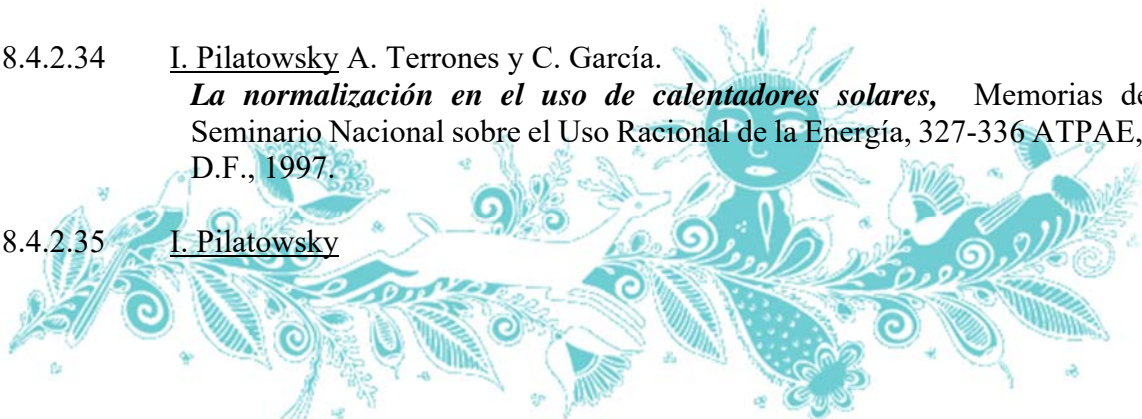 8.4.2.34 I. Pilatowsky A. Terrones y C. García.
La normalización en el uso de calentadores solares, Memorias de
Seminario Nacional sobre el Uso Racional de la Energía, 327-336 ATPAE,
D.F., 1997.
8.4.2.35 I. Pilatowsky